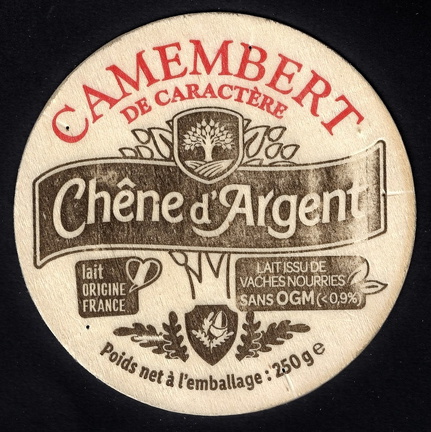 CAMEMBERT
DE CARACTÈRE
Chêne d'Argent
lait
ORIGINE
FRANCE
LAIT ISSU DE
VACHES NOURRIES
SANS OGM (<0,9%)
Poids net à l'emballage : 250 g e